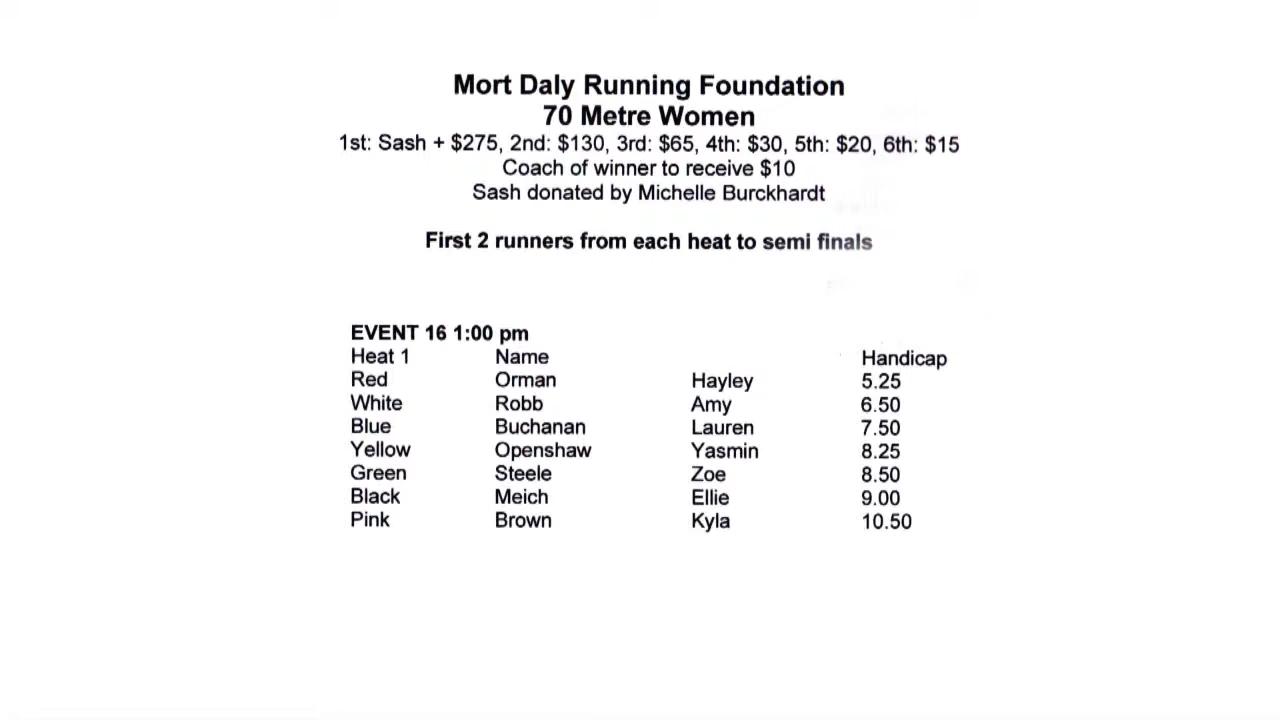 Mort Daly Running Foundation
70 Metre Women
1st: Sash + $275, 2nd: $130, 3rd: $65, 4th: $30, 5th: $20, 6th: $15
Coach of winner to receive $10
Sash donated by Michelle Burckhardt
First 2 runners from each heat to semi finals
EVENT 16 1:00 pm
Heat 1 Name Handicap
Red Orman Hayley 5.25
White Robb Amy 6.50
Blue Buchanan Lauren 7.50
Yellow Openshaw Yasmin 8.25
Green Steele Zoe 8.50
Black Meich Ellie 9.00
Pink Brown Kyla 10.50